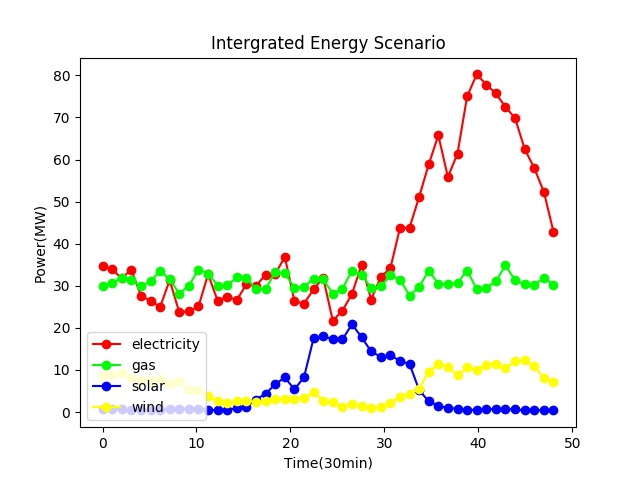 Intergrated Energy Scenario
Power(MW)
80
70
60
50
40
30
20
10
0
electricity
gas
solar
wind
0 10 20 30 40 50
Time(30min)